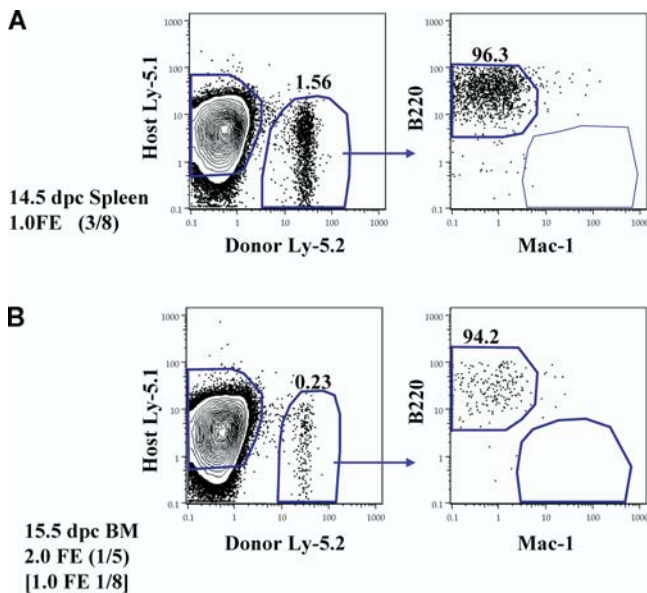 A
Host Ly-5.1
1000
100
10
1
0.1
0.1 1 10 100 1000
1.56
Donor Ly-5.2
B220
1000
100
10
1
0.1
0.1 1 10 100 1000
96.3
Mac-1
14.5 dpc Spleen
1.0FE (3/8)
B
Host Ly-5.1
1000
100
10
1
0.1
0.1 1 10 100 1000
0.23
Donor Ly-5.2
B220
1000
100
10
1
0.1
0.1 1 10 100 1000
94.2
Mac-1
15.5 dpc BM
2.0 FE (1/5)
[1.0 FE 1/8]